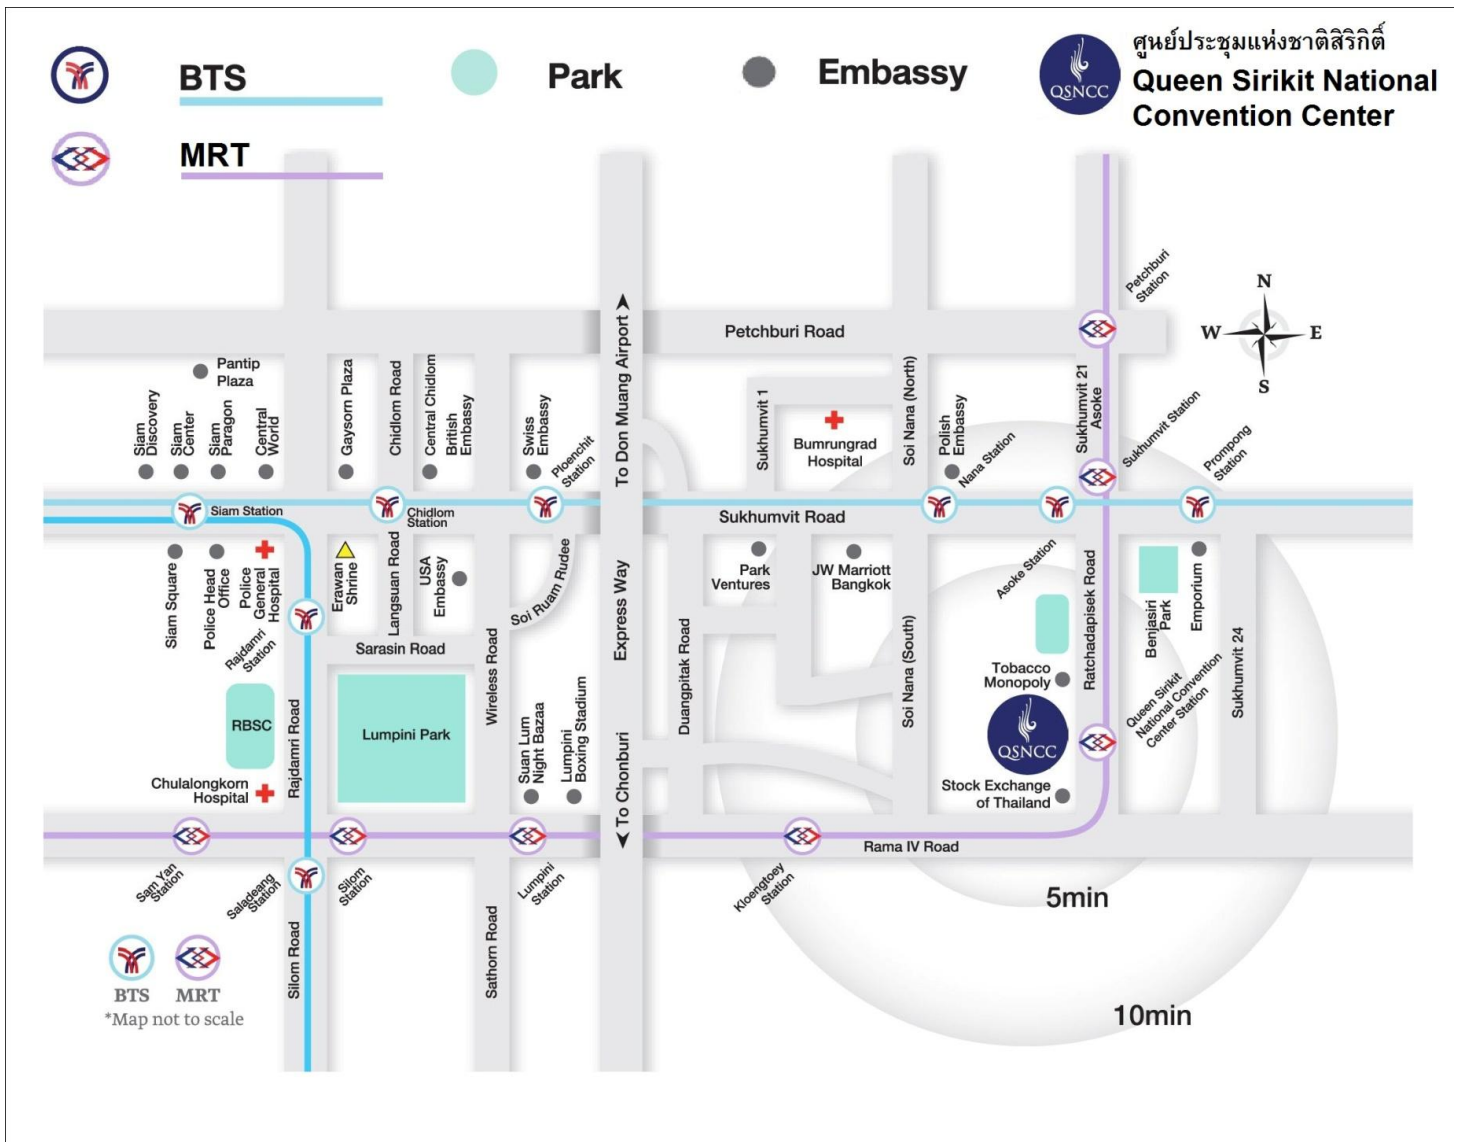 BTS
MRT
Park
Embassy
QSNCC
ศูนย์ประชุมแห่งชาติสิริกิติ์
Queen Sirikit National
Convention Center
Petchburi
Station
N
W
E
S
To Don Muang Airport
Petchburi Road
Pantip
Plaza
Siam
Discovery
Siam
Center
Siam
Paragon
Central
World
Gaysorn Plaza
Chidlom Road
Central Chidlom
British
Embassy
Swiss
Embassy
Ploenchit
Station
Sukhumvit 1
Bumrungrad
Hospital
Soi Nana (North)
Polish
Embassy
Nana Station
Sukhumvit 21
Asoke
Sukhumvit Station
Prompong
Station
Siam Station
Chidlom
Station
Sukhumvit Road
Siam Square
Police Head
Office
Police
General
Hospital
Rajdamri
Station
Erawan
Shrine
Langsuan Road
USA
Embassy
Soi Ruam Rudee
Express Way
Park
Ventures
JW Marriott
Bangkok
Asoke Station
Ratchadapisek Road
Benjasiri
Park
Emporium
Sarasin Road
Wireless Road
Duangpitak Road
Soi Nana (South)
Tobacco
Monopoly
QSNCC
Queen Sirikit
National Convention
Center Station
Sukhumvit 24
RBSC
Rajdamri Road
Lumpini Park
Suan Lum
Night Bazaa
Lumpini
Boxing Stadium
To Chonburi
Chulalongkorn
Hospital
Stock Exchange
of Thailand
Rama IV Road
Sam Yan
Station
Saladeang
Station
Silom
Station
Lumpini
Station
Kloengtoey
Station
5min
Silom Road
Sathorn Road
10min
BTS
MRT
*Map not to scale